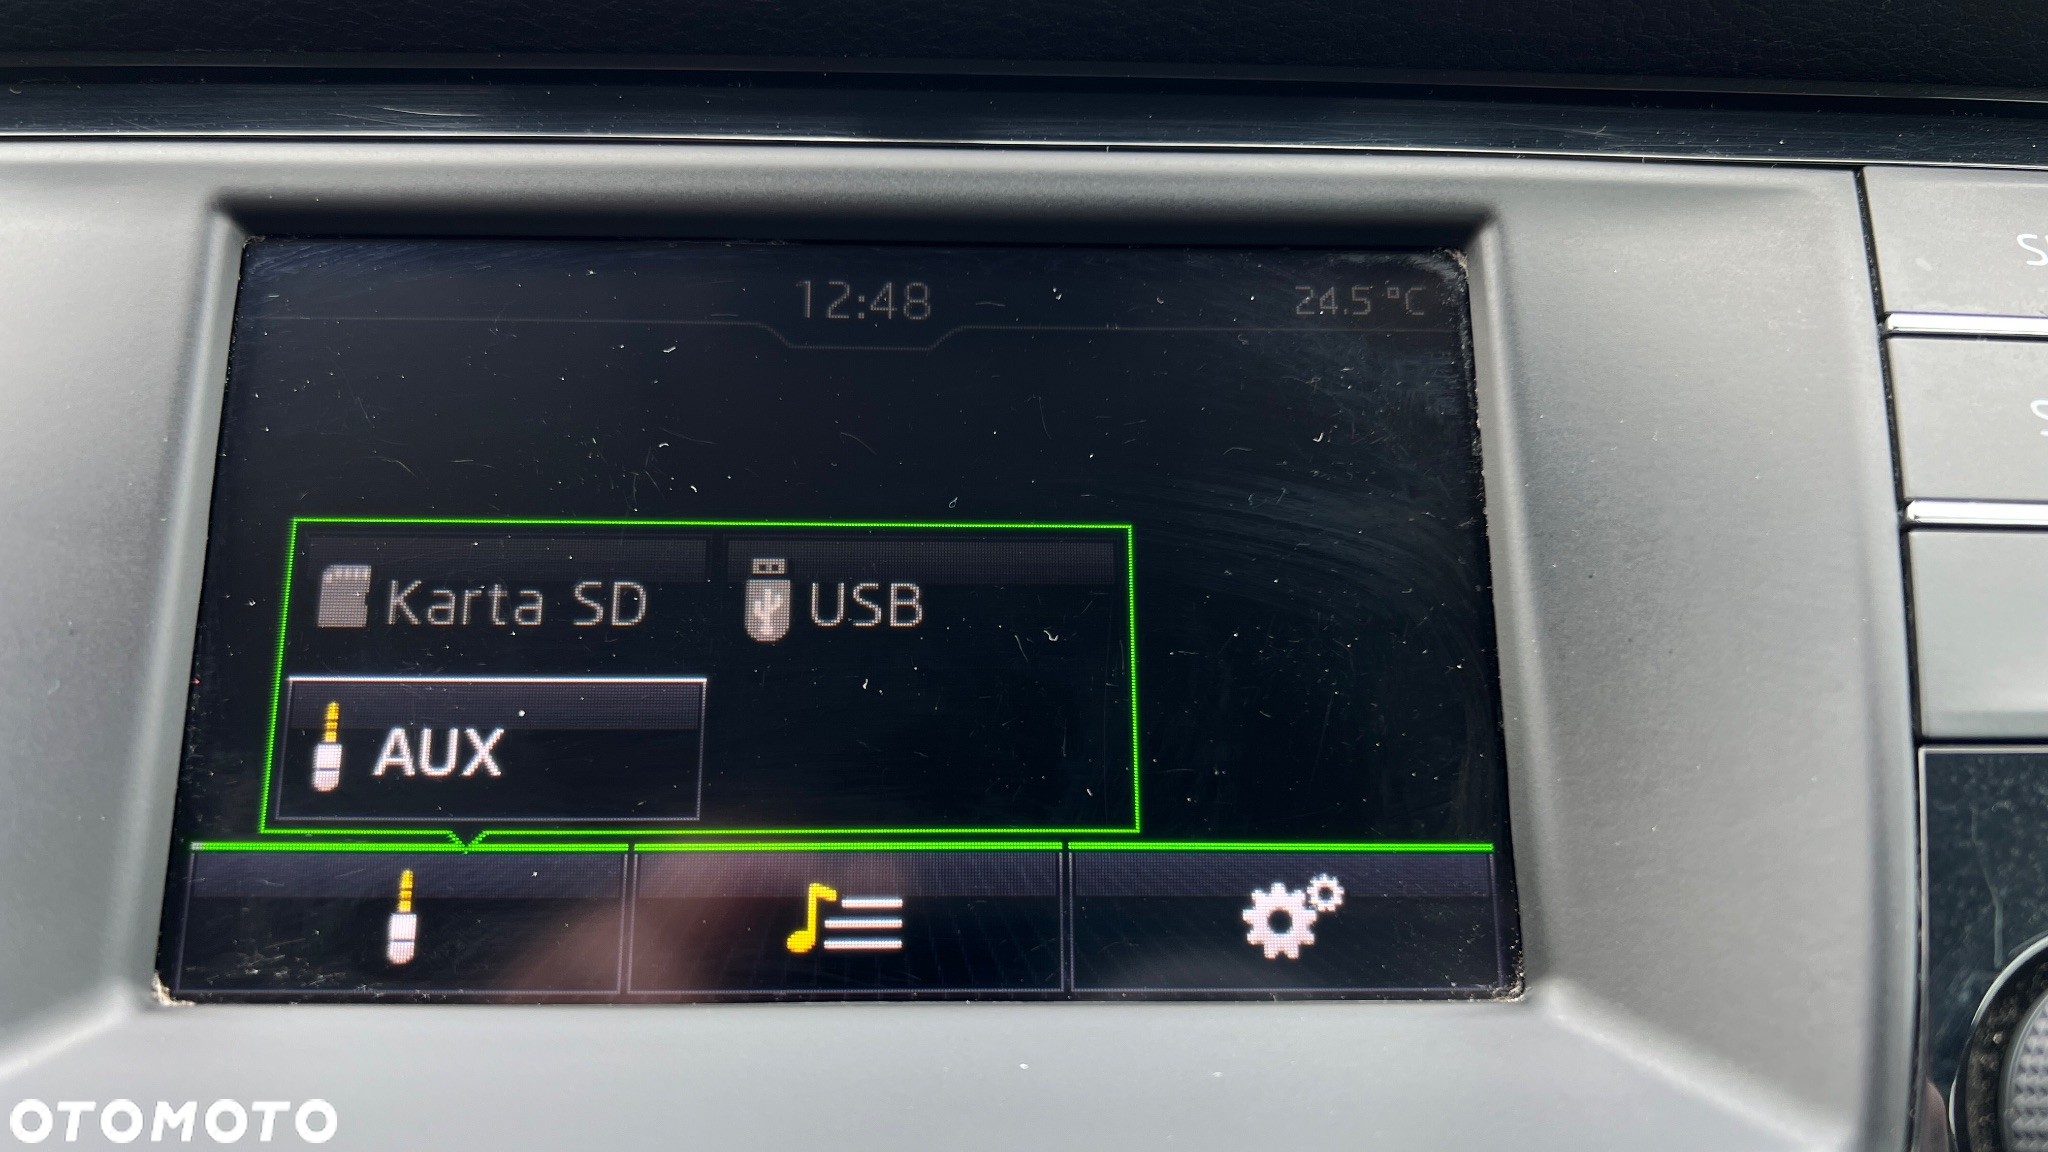 12:48
24.5 °C
Karta SD
USB
AUX
OTOMOTO